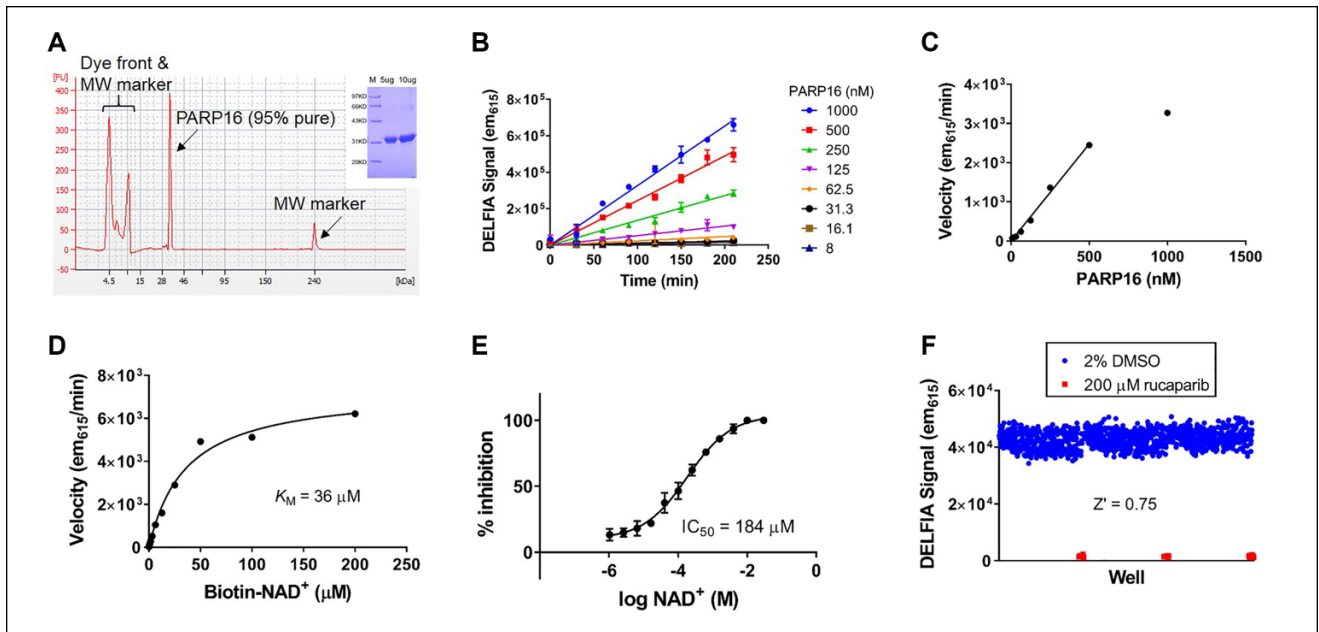 A
[FU]
400
350
300
250
200
150
100
50
0
-50
Dye front &
MW marker
PARP16 (95% pure)
MW marker
4.5 15 28 46 95 150 240 [kDa]
M 5ug 10ug
97KD
66KD
43KD
31KD
20KD
B
DELFIA Signal (em615)
8×10⁵
6×10⁵
4×10⁵
2×10⁵
0
0 50 100 150 200 250
Time (min)
PARP16 (nM)
1000
500
250
125
62.5
31.3
16.1
8
C
Velocity (em615/min)
4×10³
3×10³
2×10³
1×10³
0
0 500 1000 1500
PARP16 (nM)
D
Velocity (em615/min)
8×10³
6×10³
4×10³
2×10³
0
0 50 100 150 200 250
Biotin-NAD⁺ (μM)
KM = 36 μM
E
% inhibition
100
50
0
-6 -4 -2 0
log NAD⁺ (M)
IC50 = 184 μM
F
2% DMSO
200 μM rucaparib
DELFIA Signal (em615)
6×10⁴
4×10⁴
2×10⁴
0
Z' = 0.75
Well